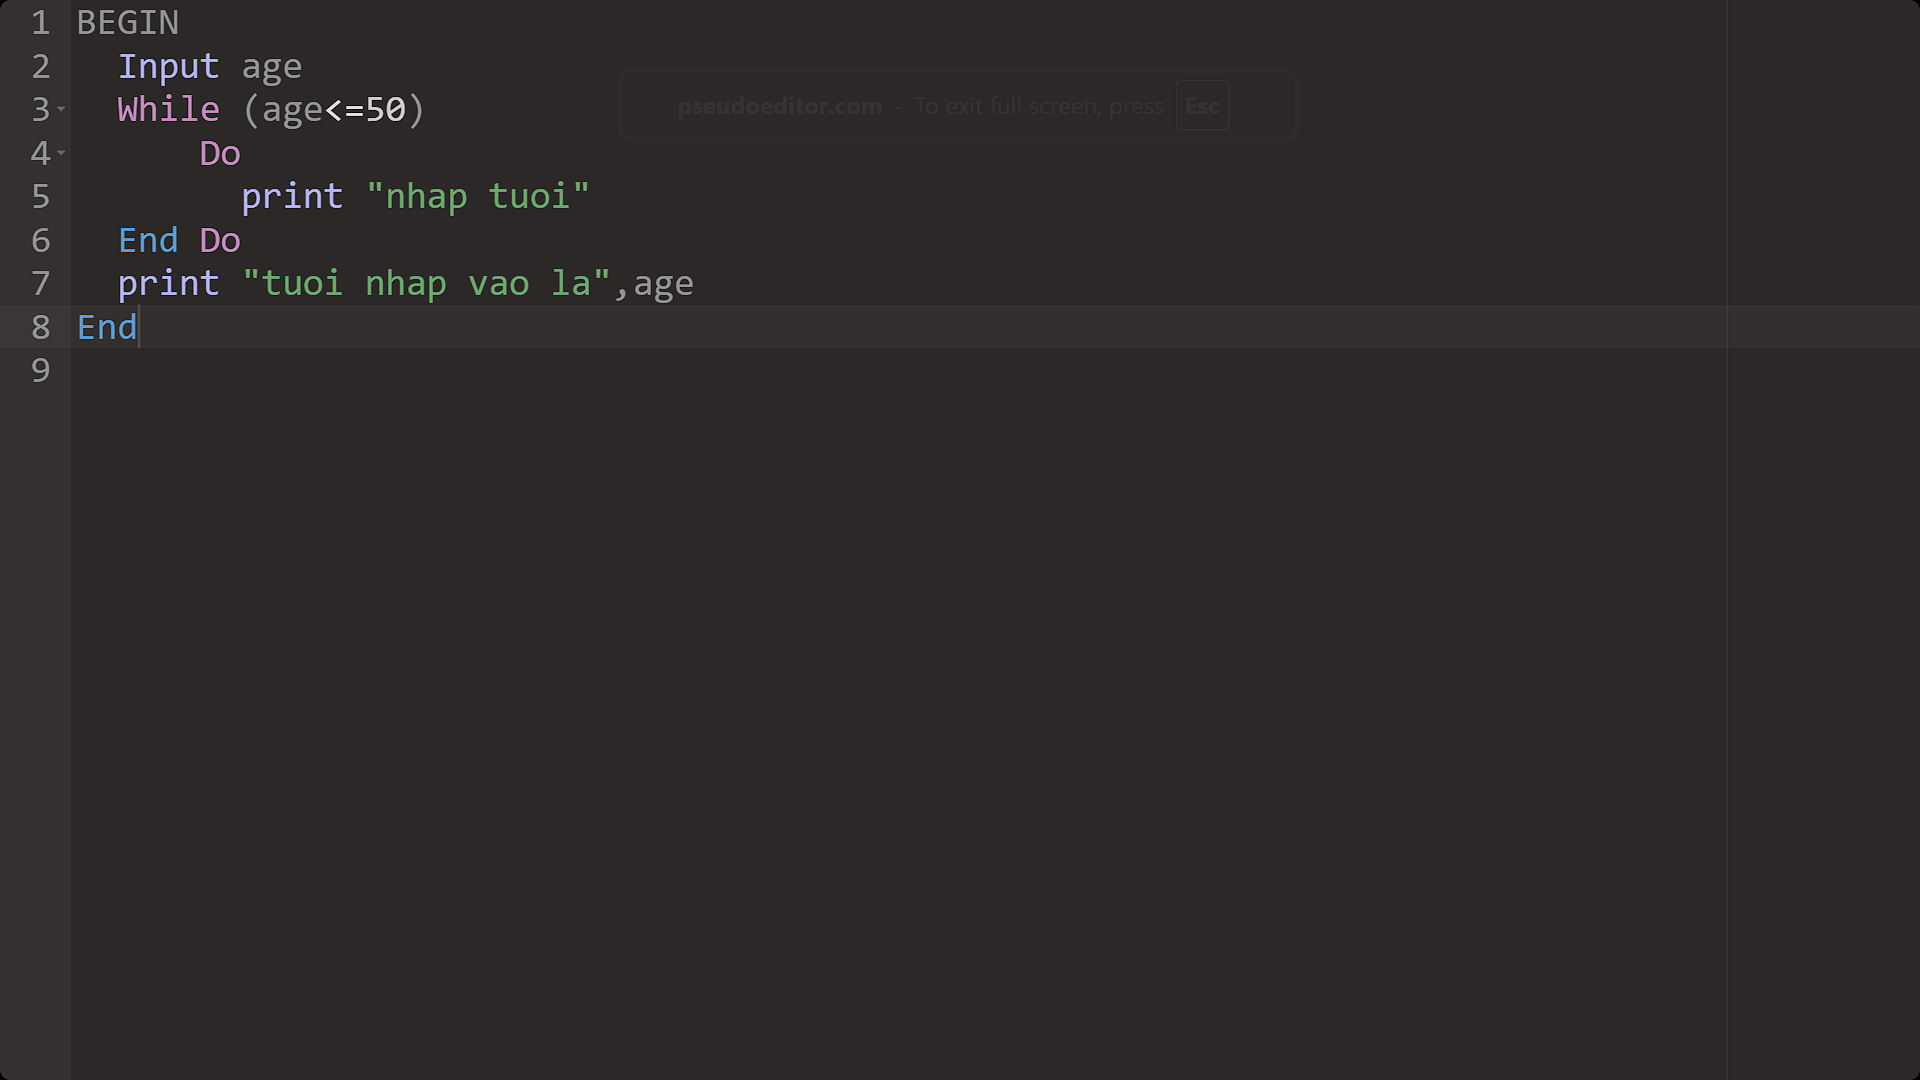 1 BEGIN
2 Input age
3 While (age<=50)
pseudoeditor.com - To exit full screen, press Esc
4 Do
5 print "nhap tuoi"
6 End Do
7 print "tuoi nhap vao la",age
8 End
9